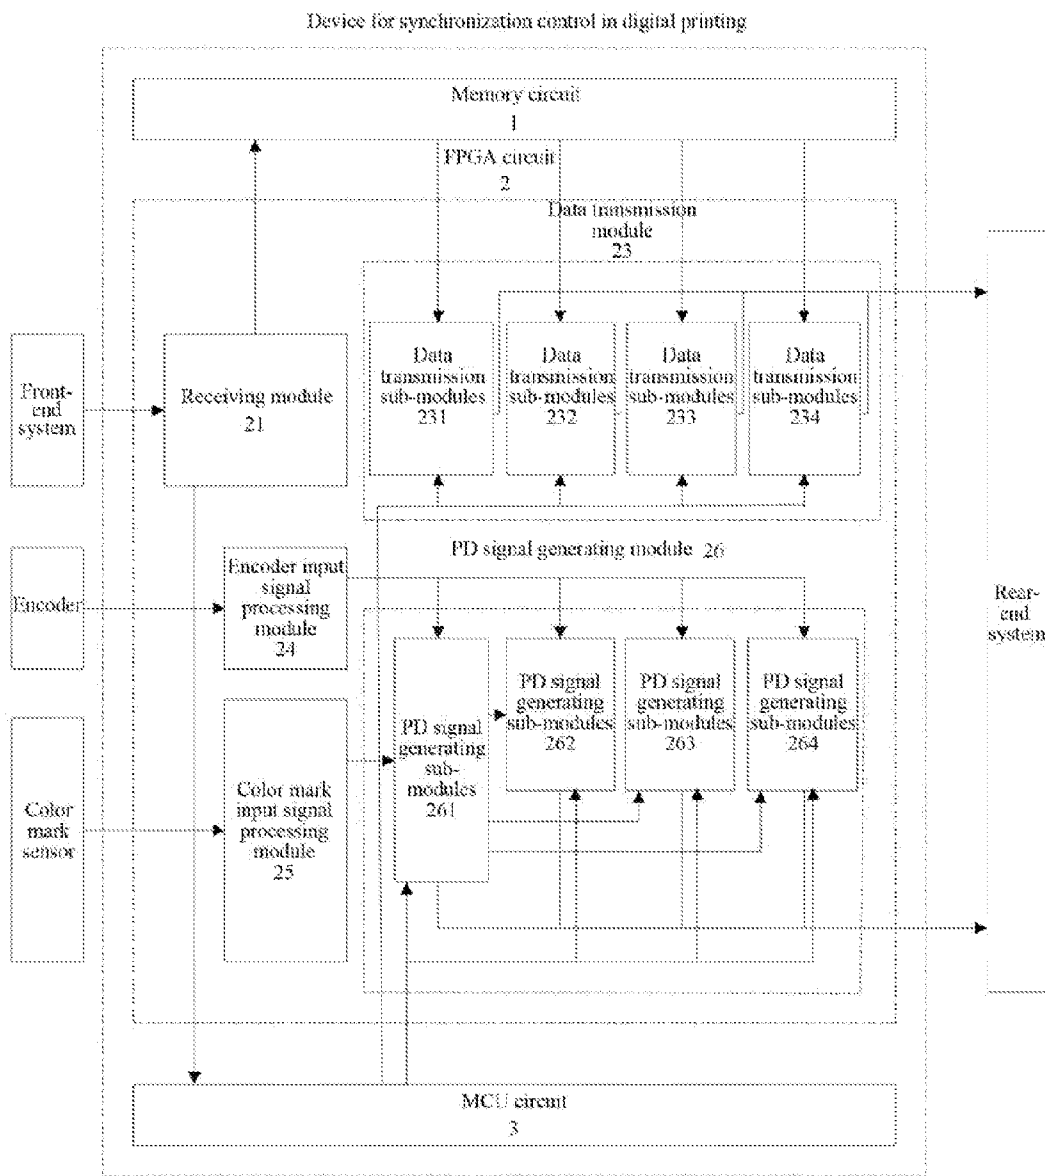 Device for synchronization control in digital printing
Memory circuit
1
FPGA circuit
2
Data transmission
module
23
Front-
end
system
Receiving module
21
Data
transmission
sub-modules
231
Data
transmission
sub-modules
232
Data
transmission
sub-modules
233
Data
transmission
sub-modules
234
PD signal generating module 26
Encoder
Encoder input
signal
processing
module
24
Rear-
end
system
Color
mark
sensor
Color mark
input signal
processing
module
25
PD signal
generating
sub-
modules
261
PD signal
generating
sub-modules
262
PD signal
generating
sub-modules
263
PD signal
generating
sub-modules
264
MCU circuit
3